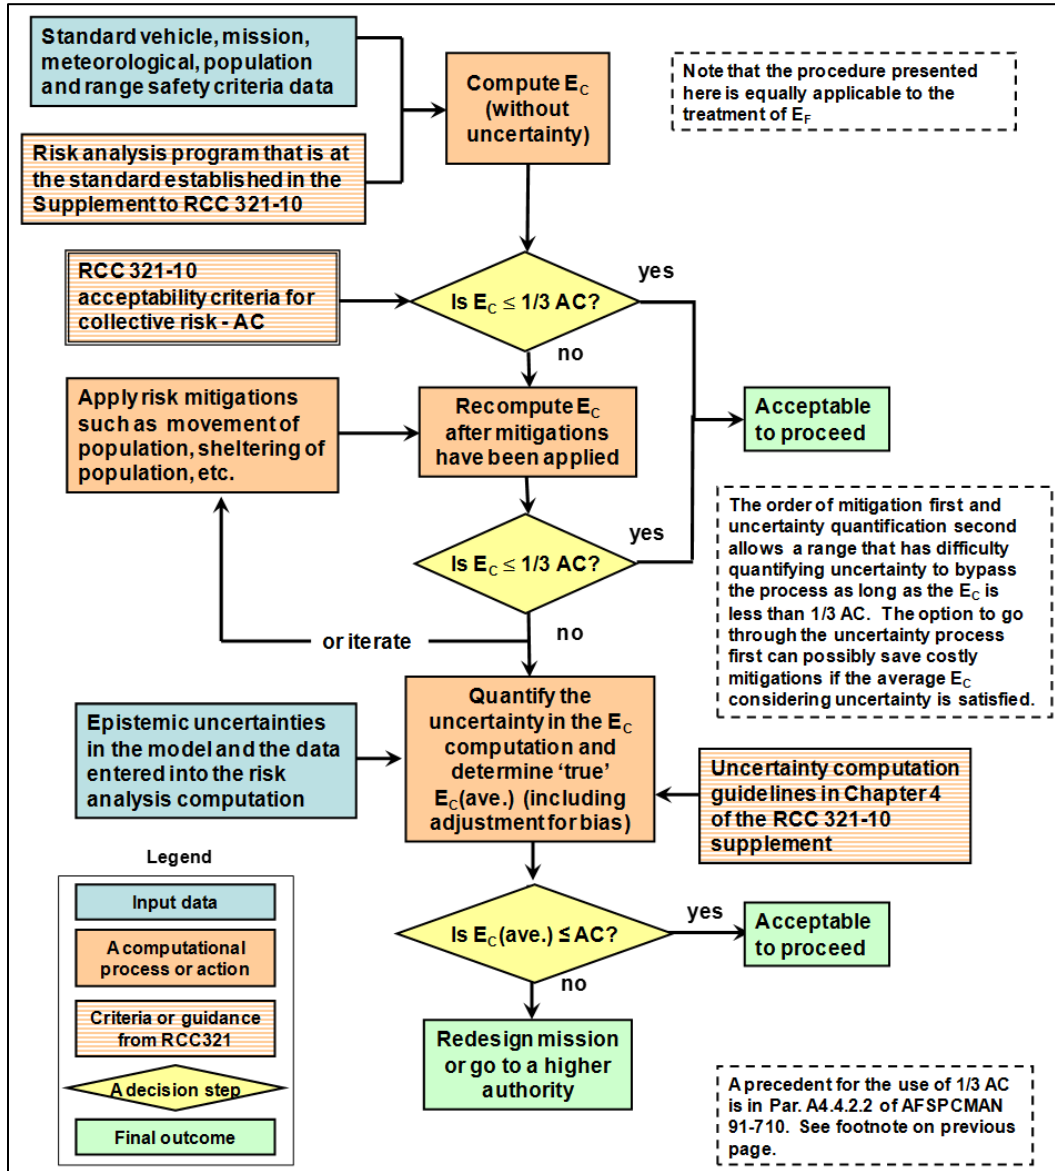 Standard vehicle, mission,
meteorological, population
and range safety criteria data
Compute EC
(without
uncertainty)
Note that the procedure presented
here is equally applicable to the
treatment of EF
Risk analysis program that is at
the standard established in the
Supplement to RCC 321-10
RCC 321-10
acceptability criteria for
collective risk - AC
Is EC ≤ 1/3 AC?
yes
no
Apply risk mitigations
such as movement of
population, sheltering of
population, etc.
Recompute EC
after mitigations
have been applied
Acceptable
to proceed
Is EC ≤ 1/3 AC?
yes
no
or iterate
The order of mitigation first and
uncertainty quantification second
allows a range that has difficulty
quantifying uncertainty to bypass
the process as long as the EC is
less than 1/3 AC. The option to go
through the uncertainty process
first can possibly save costly
mitigations if the average EC
considering uncertainty is satisfied.
Epistemic uncertainties
in the model and the data
entered into the risk
analysis computation
Quantify the
uncertainty in the EC
computation and
determine ‘true’
EC(ave.) (including
adjustment for bias)
Uncertainty computation
guidelines in Chapter 4
of the RCC 321-10
supplement
Is EC(ave.) ≤ AC?
yes
no
Acceptable
to proceed
Redesign mission
or go to a higher
authority
Legend
Input data
A computational
process or action
Criteria or guidance
from RCC321
A decision step
Final outcome
A precedent for the use of 1/3 AC
is in Par. A4.4.2.2 of AFSPCMAN
91-710. See footnote on previous
page.